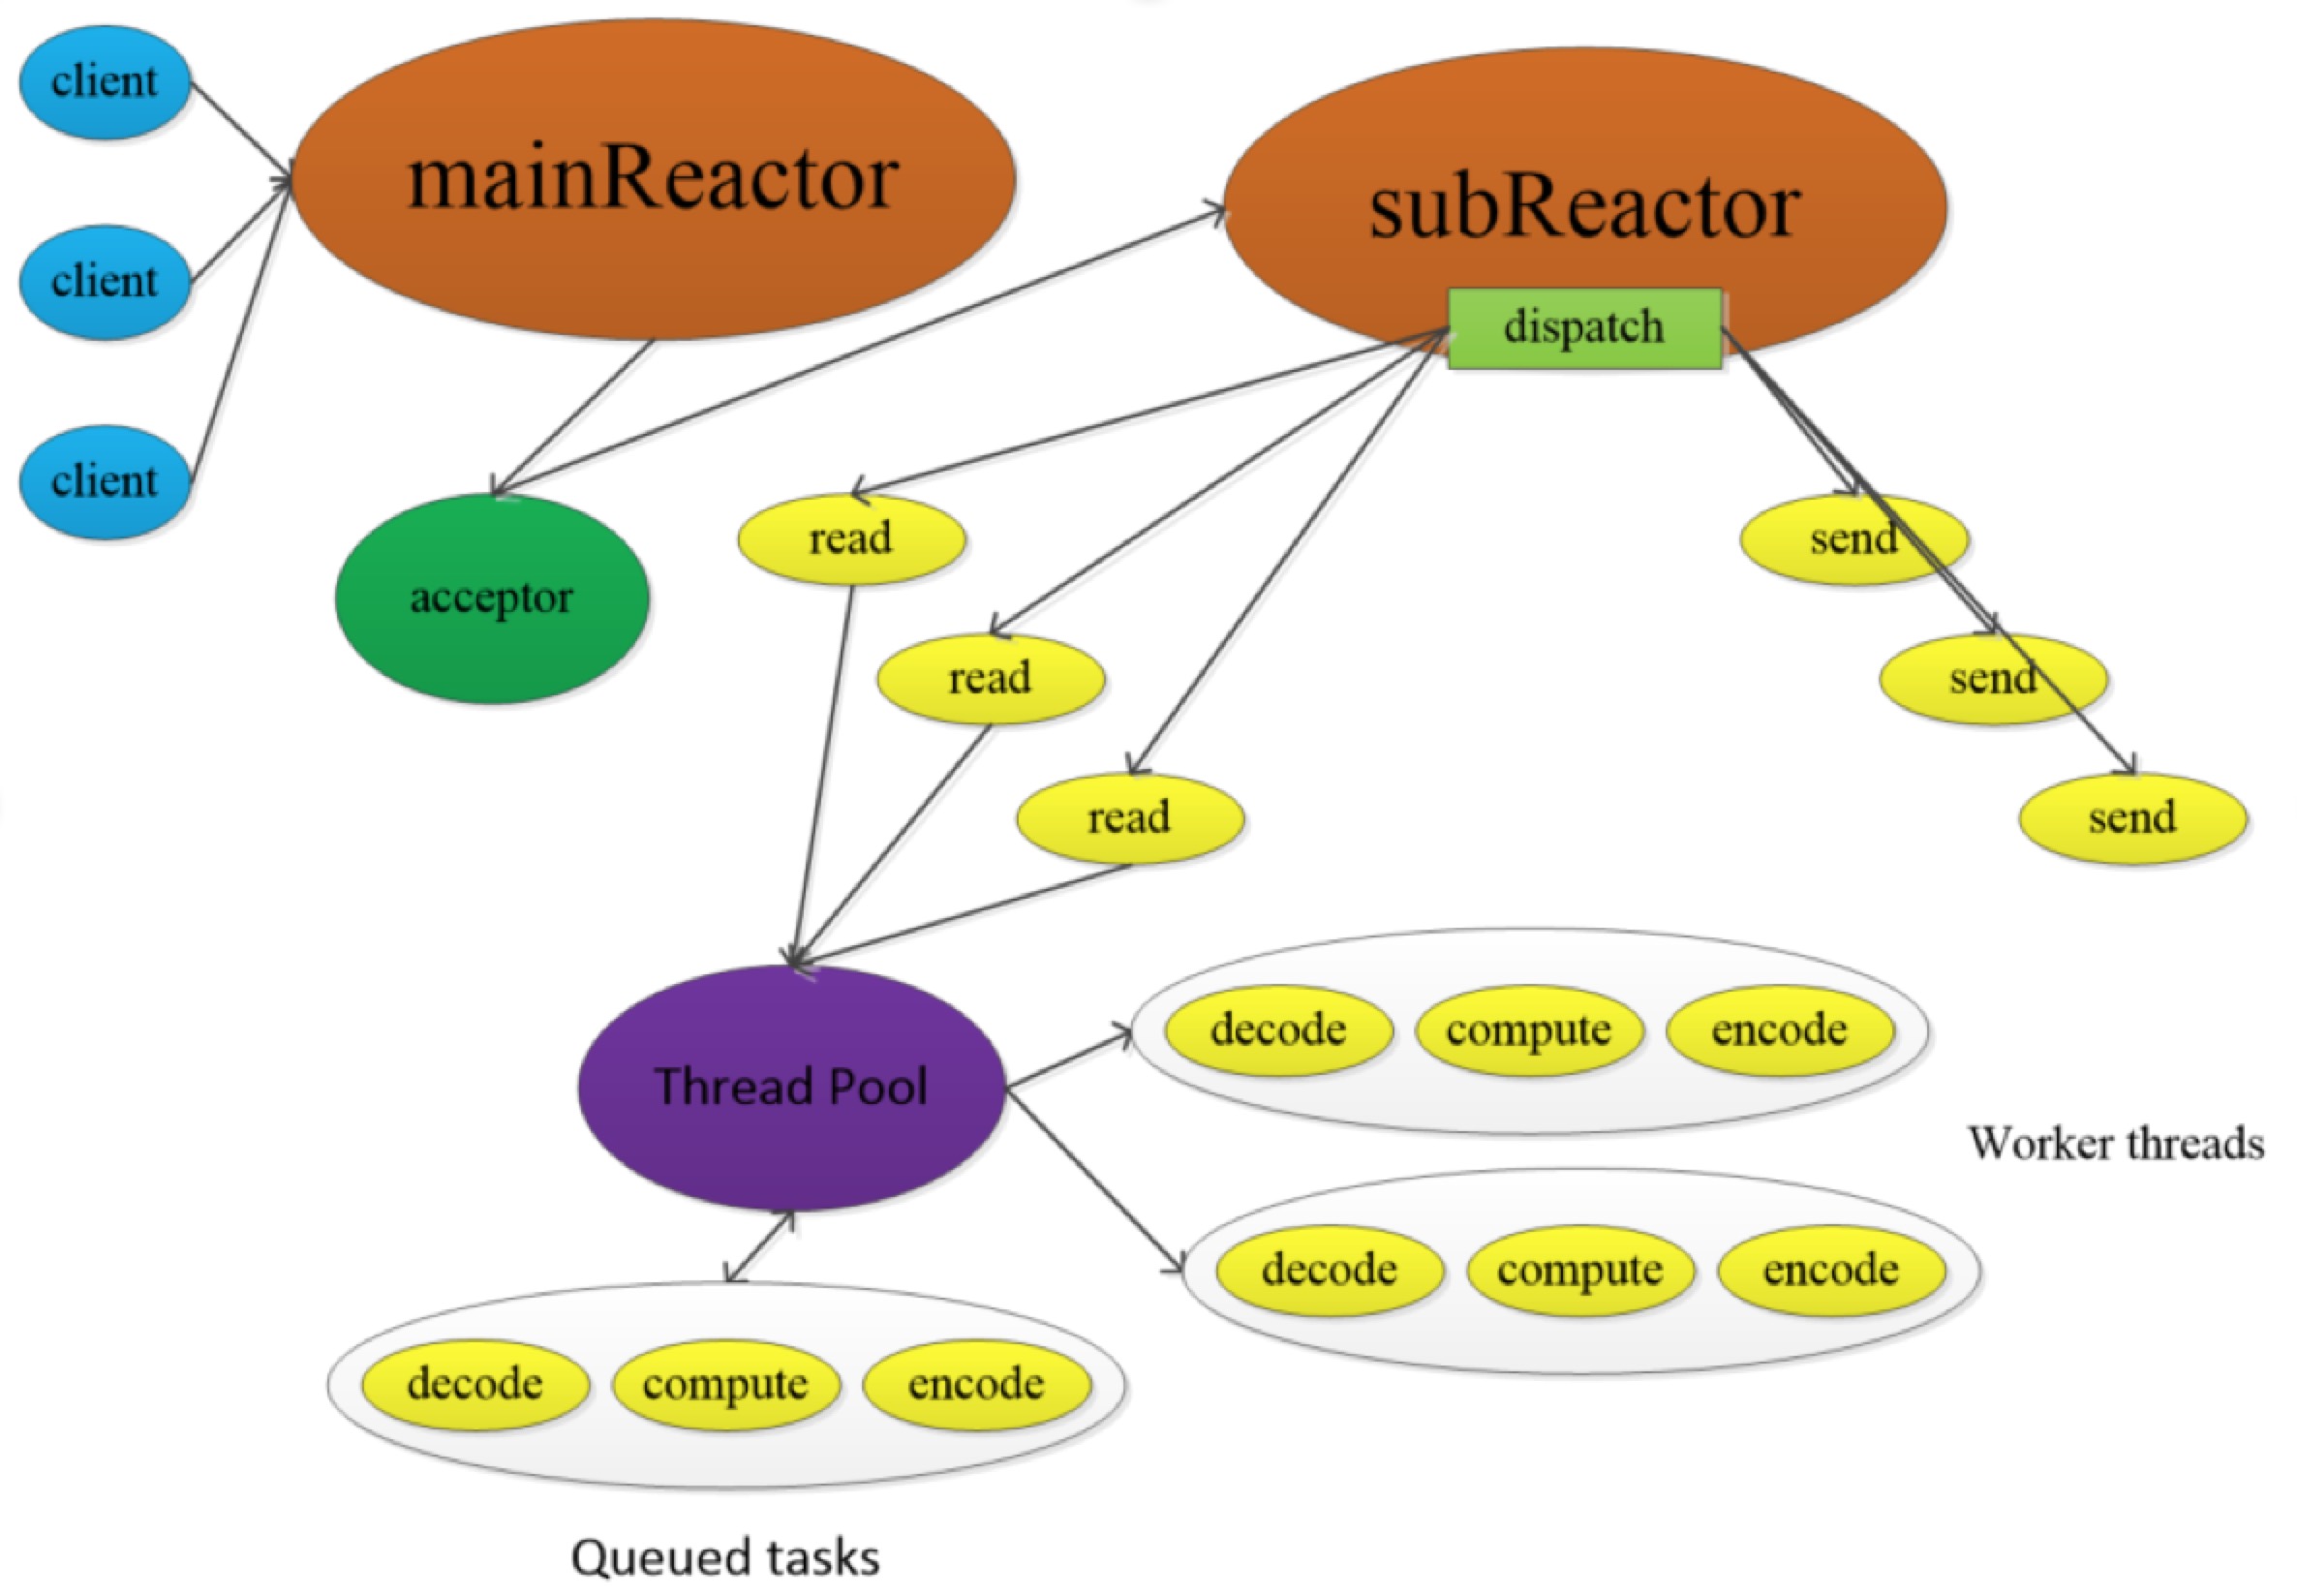 client
mainReactor
subReactor
client
dispatch
client
acceptor
read
send
read
send
read
send
Thread Pool
decode compute encode
Worker threads
decode compute encode
decode compute encode
Queued tasks